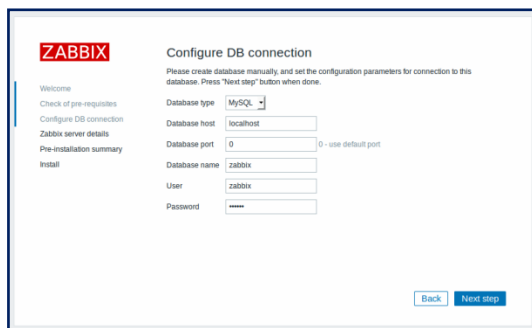 ZABBIX
Welcome
Check of pre-requisites
Configure DB connection
Zabbix server details
Pre-installation summary
Install
Configure DB connection
Please create database manually, and set the configuration parameters for connection to this
database. Press "Next step" button when done.
Database type MySQL
Database host localhost
Database port 0 0 - use default port
Database name zabbix
User zabbix
Password ••••••
Back Next step